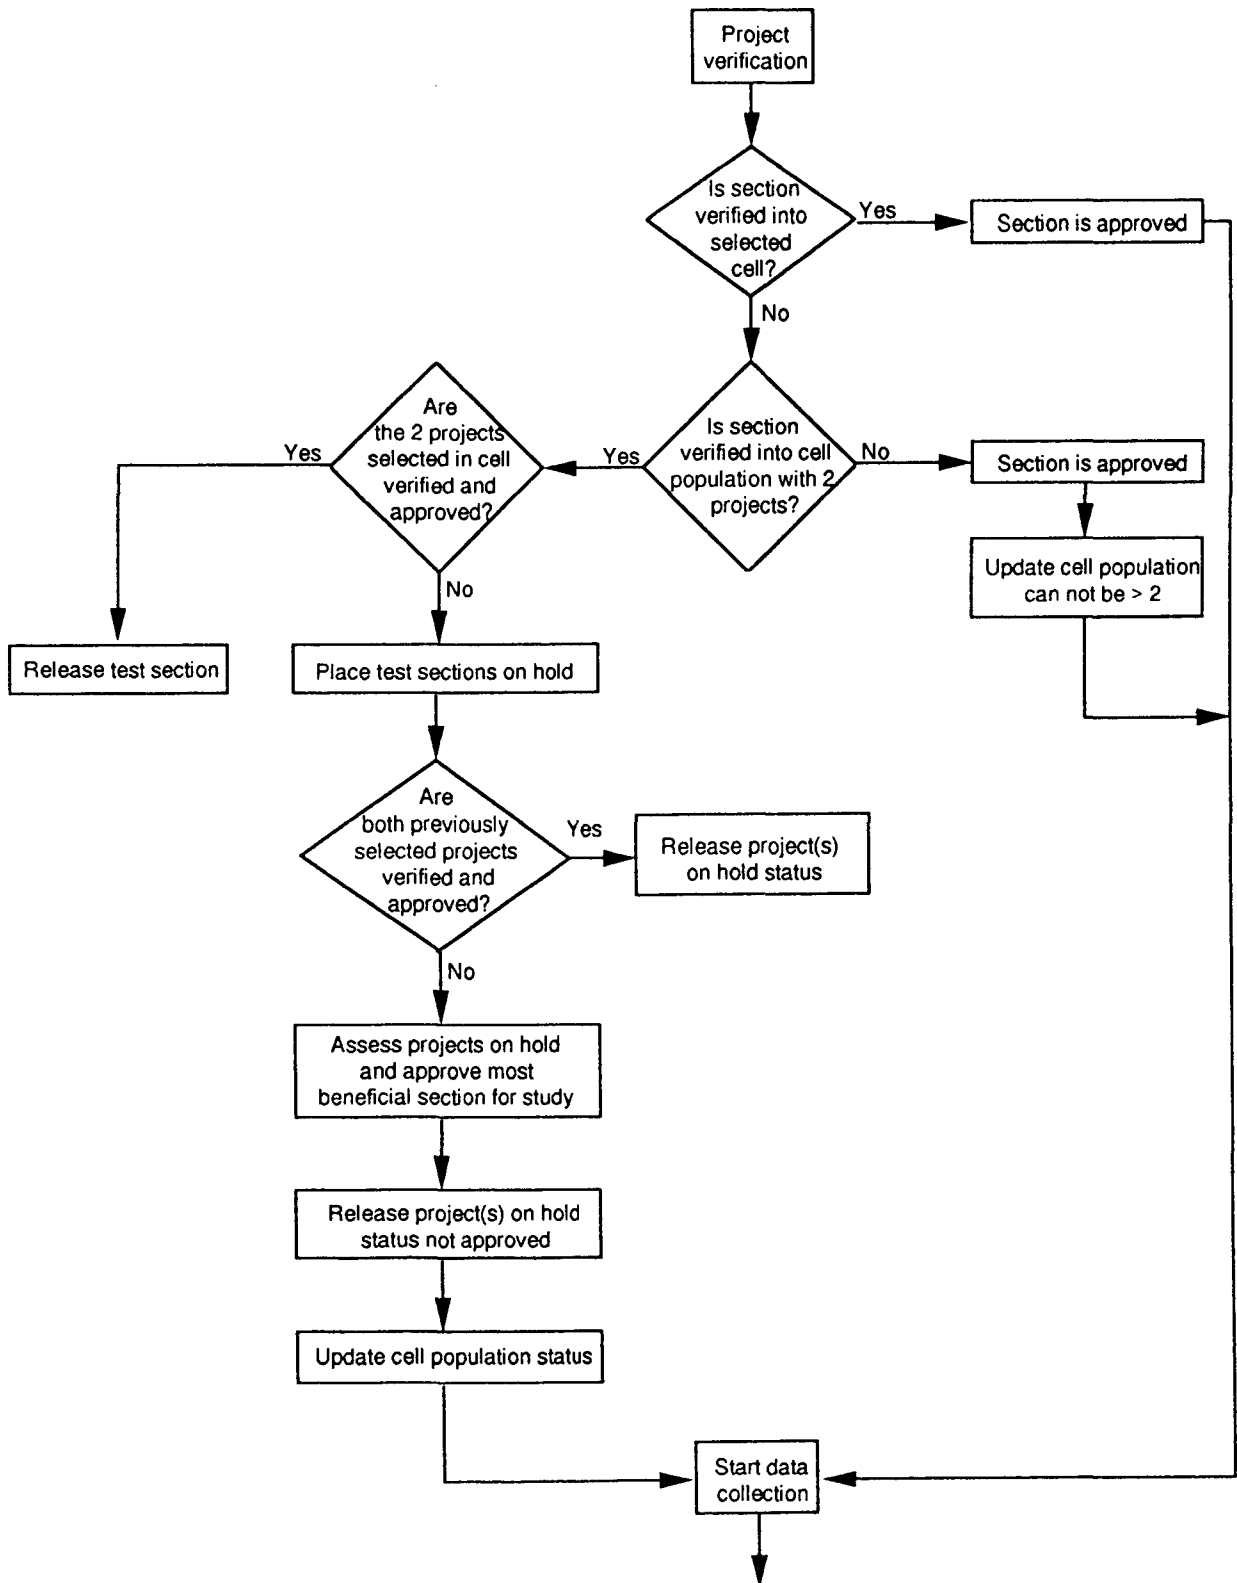 Project
verification
Is section
verified into
selected
cell?
Yes
Section is approved
No
Are
the 2 projects
selected in cell
verified and
approved?
Yes
Yes
Is section
verified into cell
population with 2
projects?
No
Section is approved
Update cell population
can not be > 2
No
Release test section
Place test sections on hold
Are
both previously
selected projects
verified and
approved?
Yes
Release project(s)
on hold status
No
Assess projects on hold
and approve most
beneficial section for study
Release project(s) on hold
status not approved
Update cell population status
Start data
collection